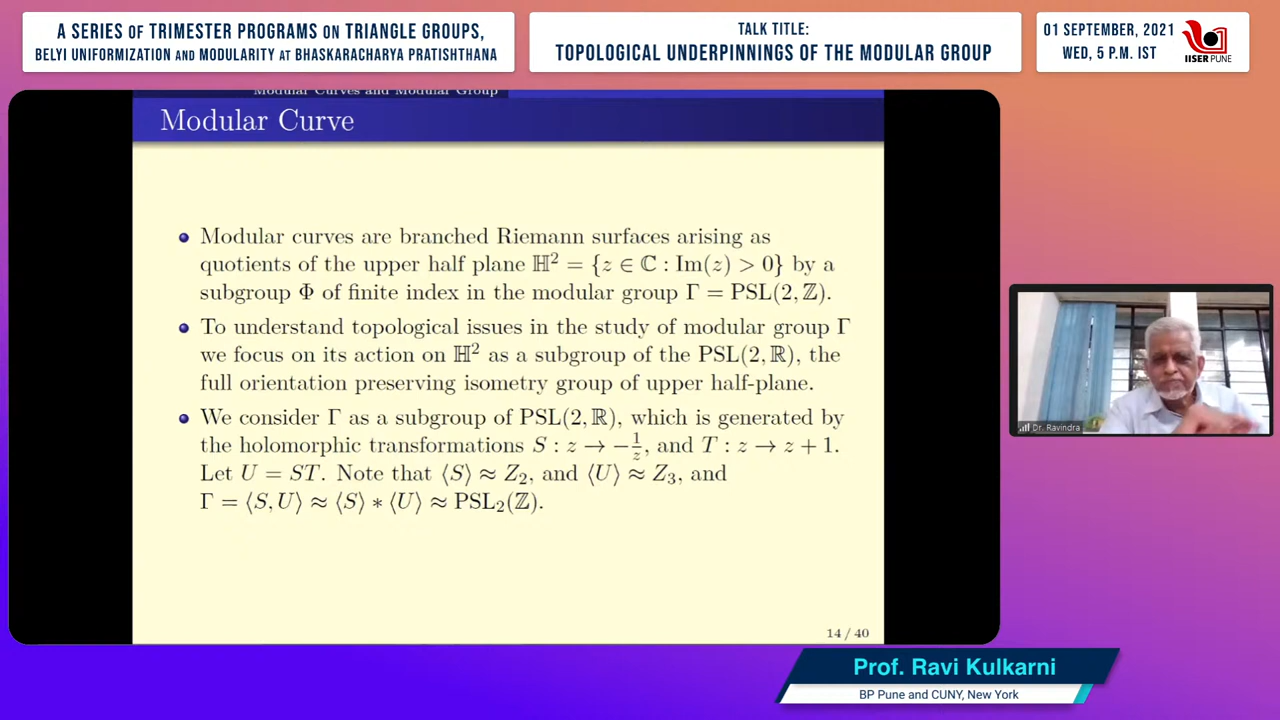 A SERIES OF TRIMESTER PROGRAMS ON TRIANGLE GROUPS,
BELYI UNIFORMIZATION AND MODULARITY AT BHASKARACHARYA PRATISHTHANA
TALK TITLE:
TOPOLOGICAL UNDERPINNINGS OF THE MODULAR GROUP
01 SEPTEMBER, 2021
WED, 5 P.M. IST
IISER PUNE
Modular Curves and Modular Group
Modular Curve
Modular curves are branched Riemann surfaces arising as
quotients of the upper half plane ℍ² = {z ∈ ℂ : Im(z) > 0} by a
subgroup Φ of finite index in the modular group Γ = PSL(2, ℤ).
To understand topological issues in the study of modular group Γ
we focus on its action on ℍ² as a subgroup of the PSL(2, ℝ), the
full orientation preserving isometry group of upper half-plane.
We consider Γ as a subgroup of PSL(2, ℝ), which is generated by
the holomorphic transformations S : z → −1/z, and T : z → z + 1.
Let U = ST. Note that ⟨S⟩ ≈ Z₂, and ⟨U⟩ ≈ Z₃, and
Γ = ⟨S, U⟩ ≈ ⟨S⟩ ∗ ⟨U⟩ ≈ PSL₂(ℤ).
14 / 40
Dr. Ravindra
Prof. Ravi Kulkarni
BP Pune and CUNY, New York